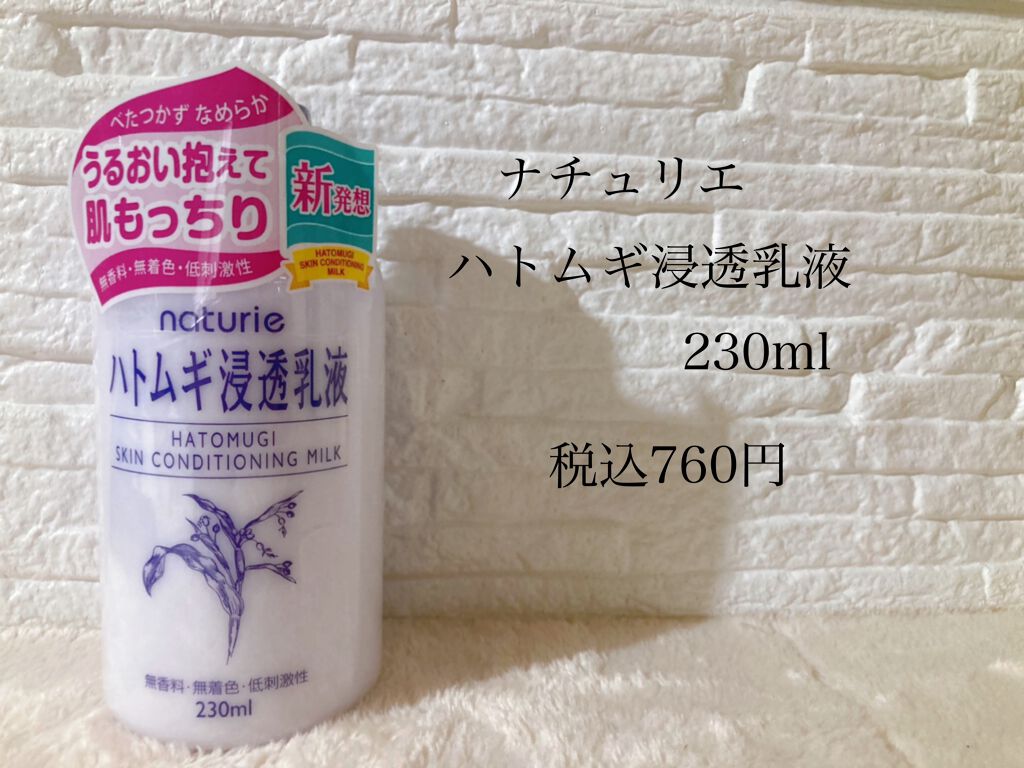 べたつかず なめらか
うるおい抱えて
肌もっちり
無香料・無着色・低刺激性
新発想
HATOMUGI
SKIN CONDITIONING
MILK
naturie
ハトムギ浸透乳液
HATOMUGI
SKIN CONDITIONING MILK
無香料・無着色・低刺激性
230ml
ナチュリエ
ハトムギ浸透乳液
230ml
税込760円